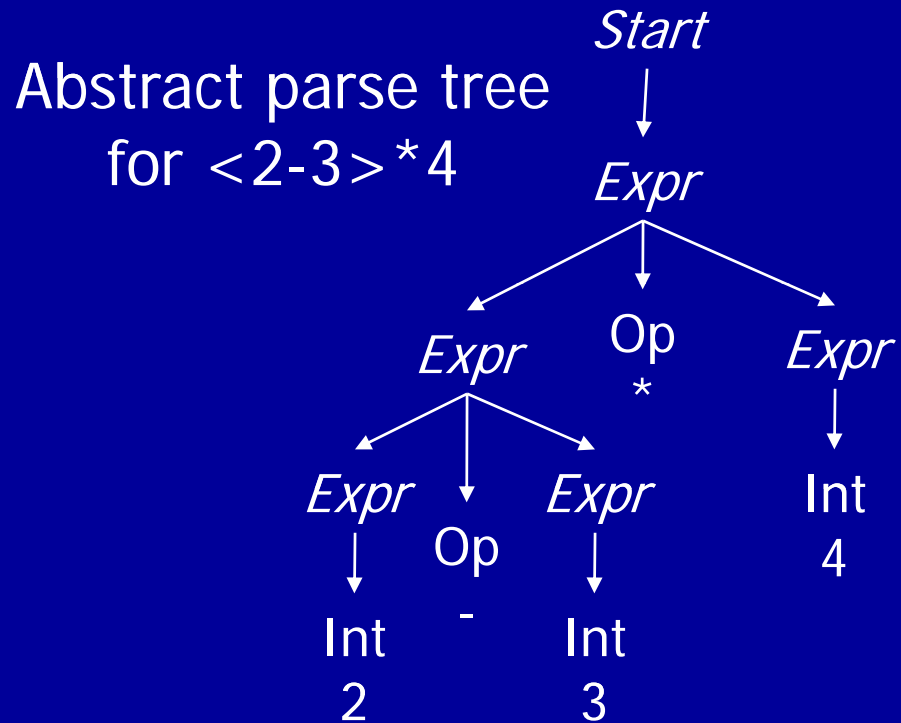 Abstract parse tree
for <2-3>*4
Start
Expr
Expr
Op
*
Expr
Expr
Op
-
Expr
Int
4
Int
2
Int
3